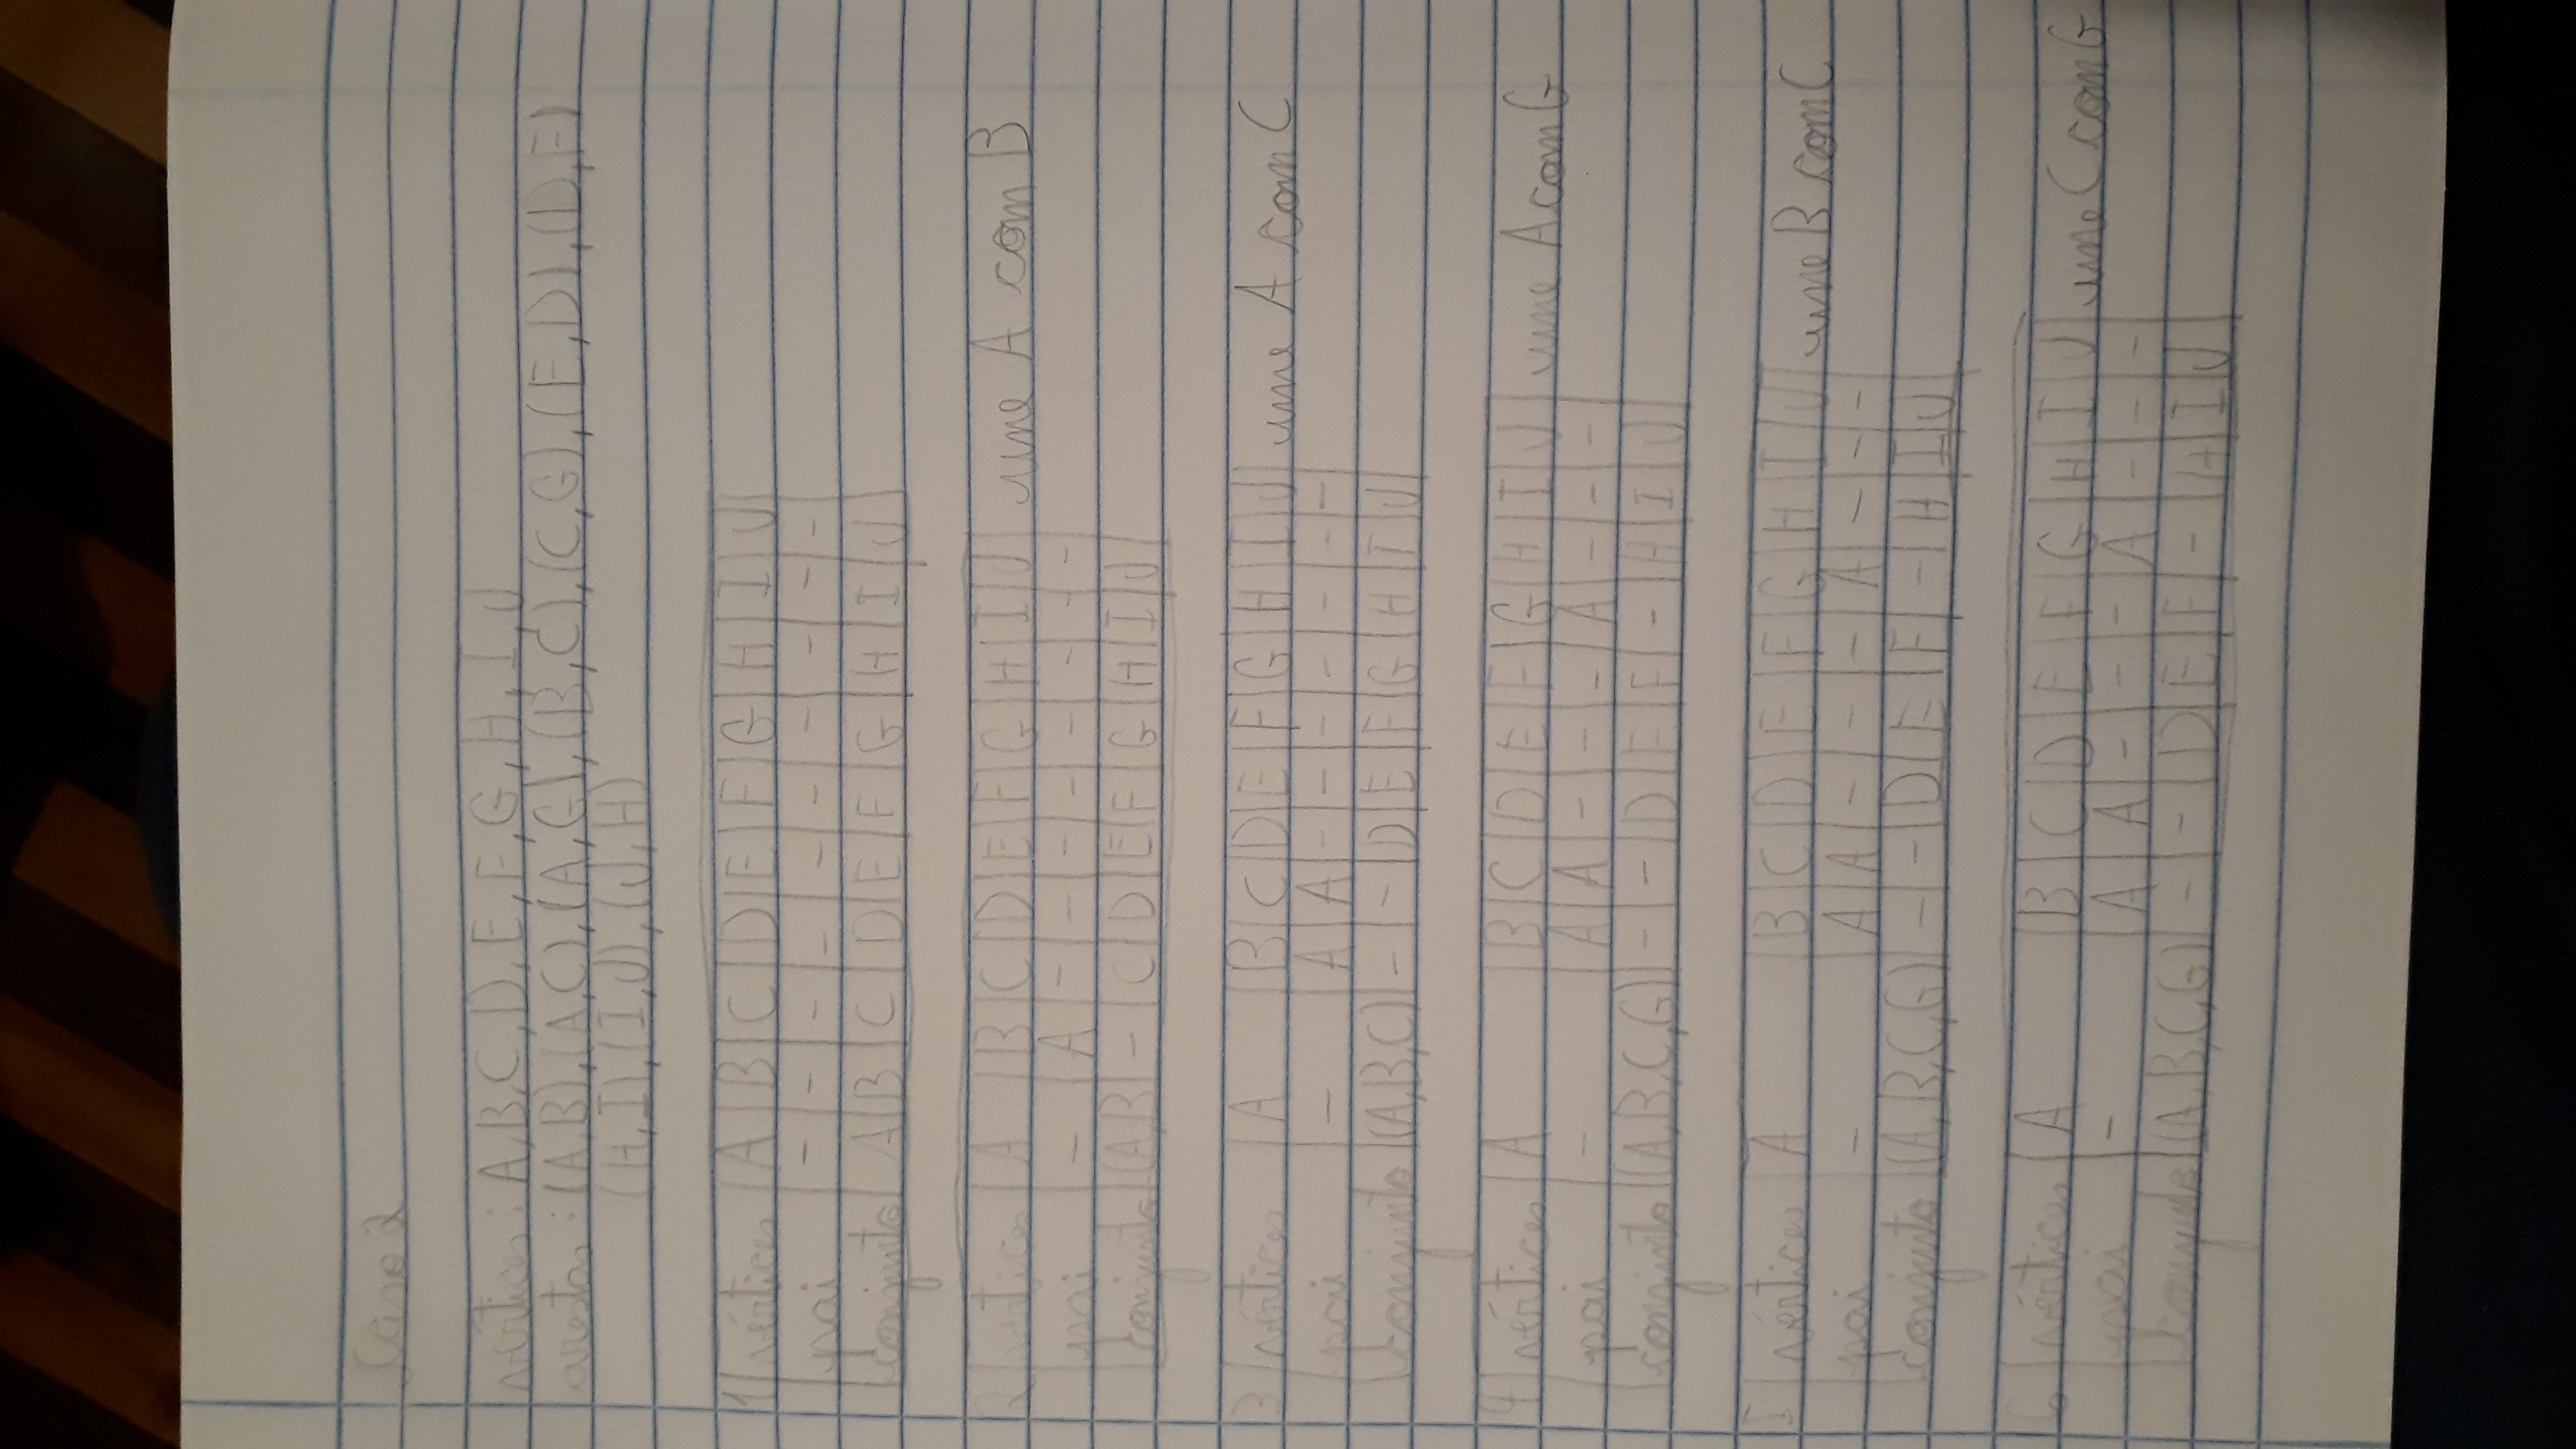 Caso 2
vértices: A, B, C, D, E, F, G, H, I, J
arestas: (A,B), (A,C), (A,G), (B,C), (C,G), (E,D), (D,F)
(H,I), (I,J), (J,H)
1 vértices A B C D E F G H I J
pai - - - - - - - - - -
conjunto A B C D E F G H I J
2 vértices A B C D E F G H I J une A com B
pai - A - - - - - - - -
conjunto (A,B - C D E F G H I J
3 vértices A B C D E F G H I J une A com C
pai - A A - - - - - - -
conjunto (A,B,C) - - D E F G H I J
4 vértices A B C D E F G H I J une A com G
pai - A A - - - A - - -
conjunto (A,B,C,G) - - D E F - H I J
5 vértices A B C D E F G H I J une B com C
pai - A A - - - A - - -
conjunto (A,B,C,G) - - D E F - H I J
6 vértices A B C D E F G H I J une C com G
pai - A A - - - A - - -
conjunto (A,B,C,G) - - D E F - H I J